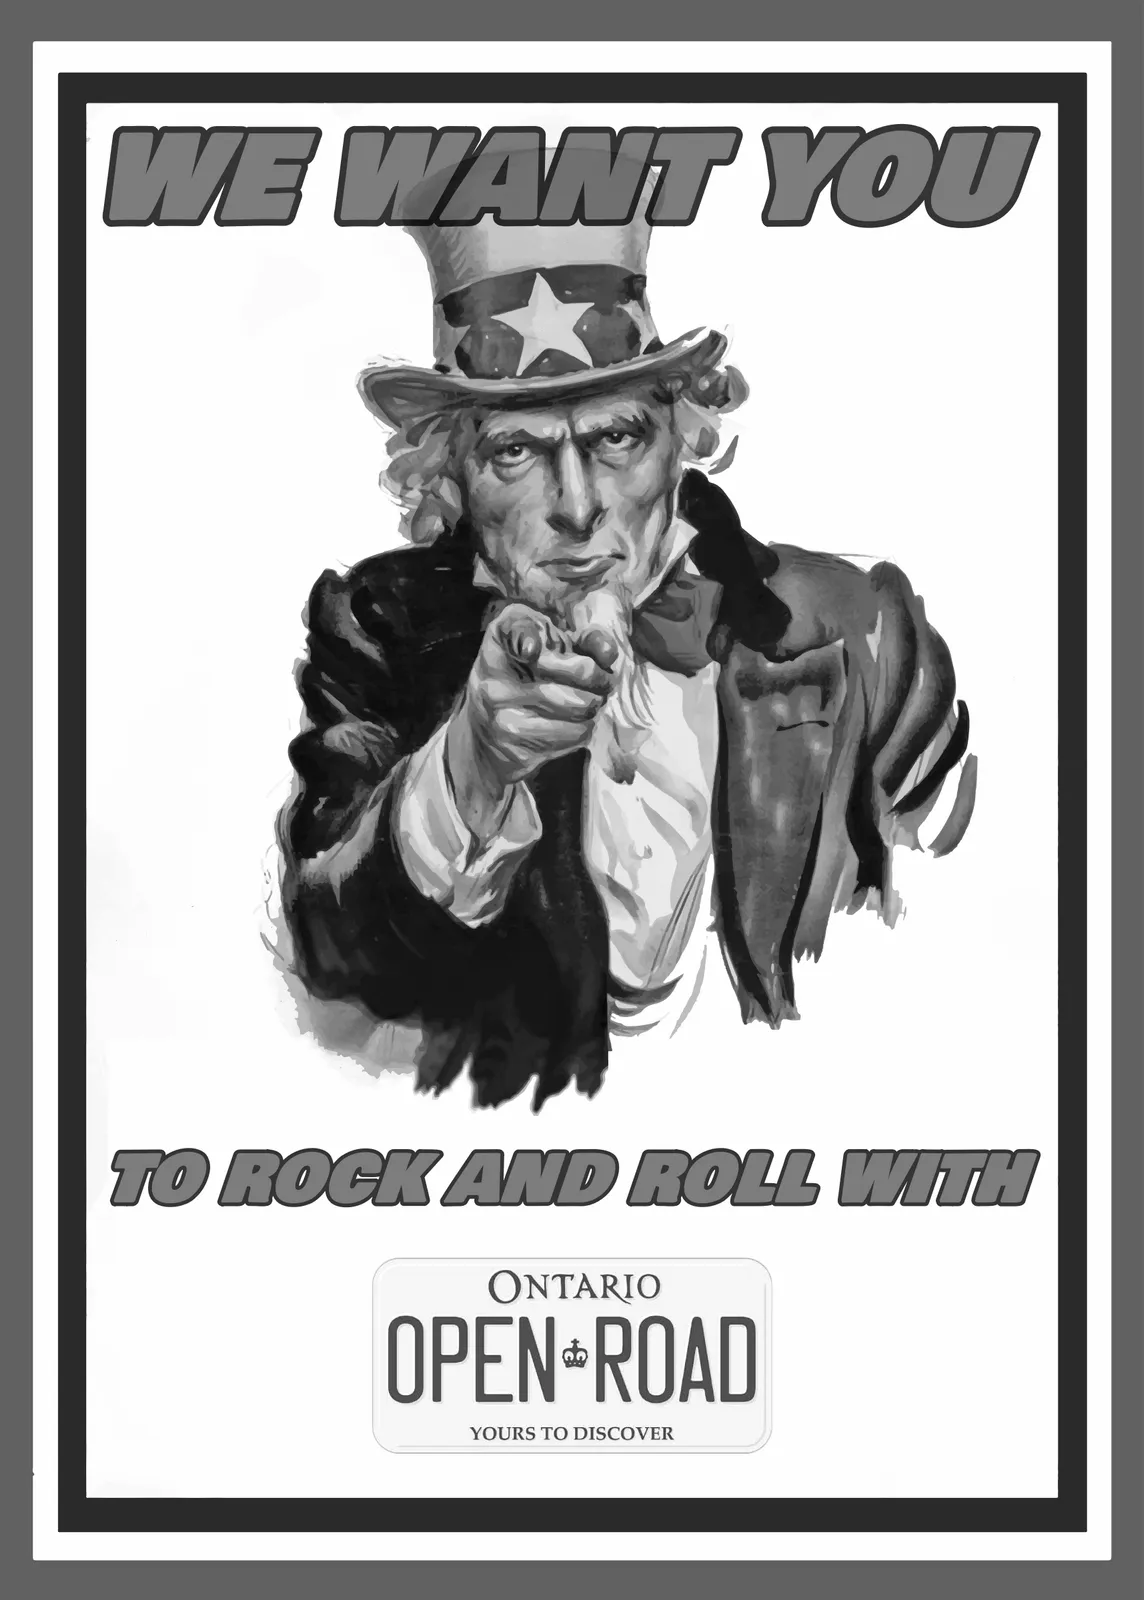 WE WANT YOU
TO ROCK AND ROLL WITH
ONTARIO
OPEN ROAD
YOURS TO DISCOVER